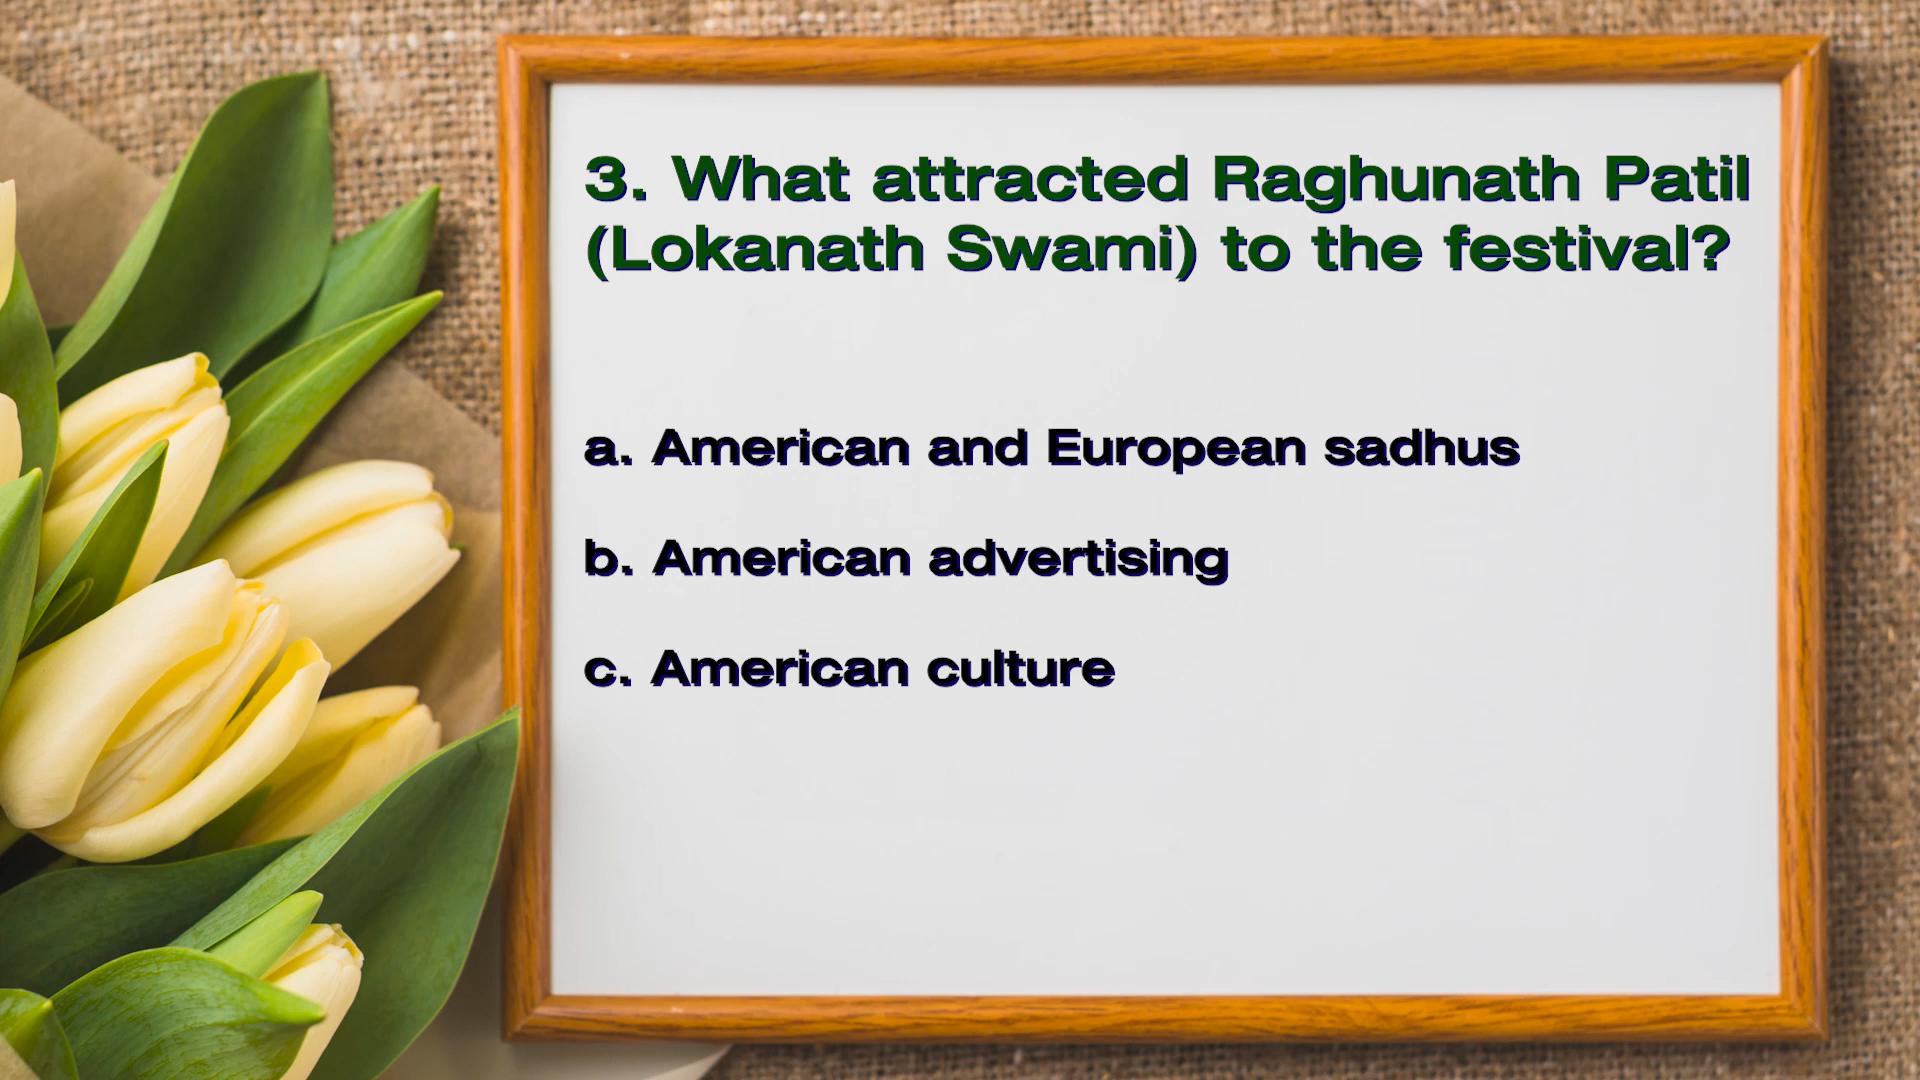 3. What attracted Raghunath Patil
(Lokanath Swami) to the festival?
a. American and European sadhus
b. American advertising
c. American culture